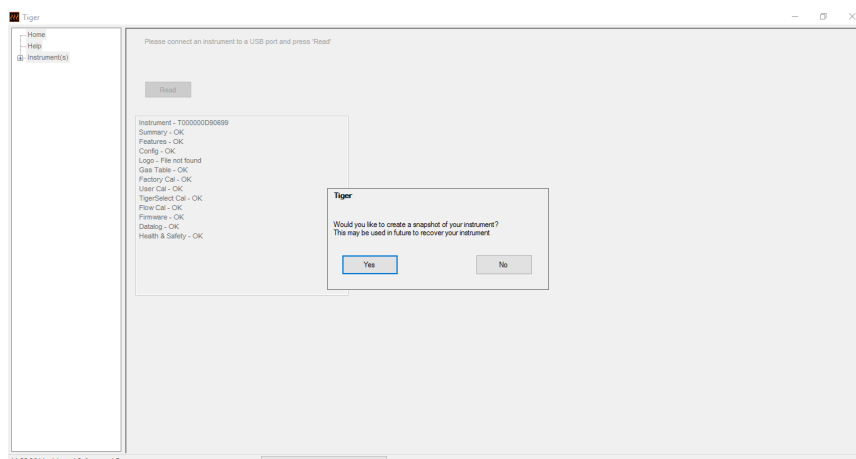 Tiger
Home
Help
Instrument(s)
Please connect an instrument to a USB port and press 'Read'
Read
Instrument - T000000D90699
Summary - OK
Features - OK
Config - OK
Logo - File not found
Gas Table - OK
Factory Cal - OK
User Cal - OK
TigerSelect Cal - OK
Flow Cal - OK
Firmware - OK
Datalog - OK
Health & Safety - OK
Tiger
Would you like to create a snapshot of your instrument?
This may be used in future to recover your instrument
Yes
No